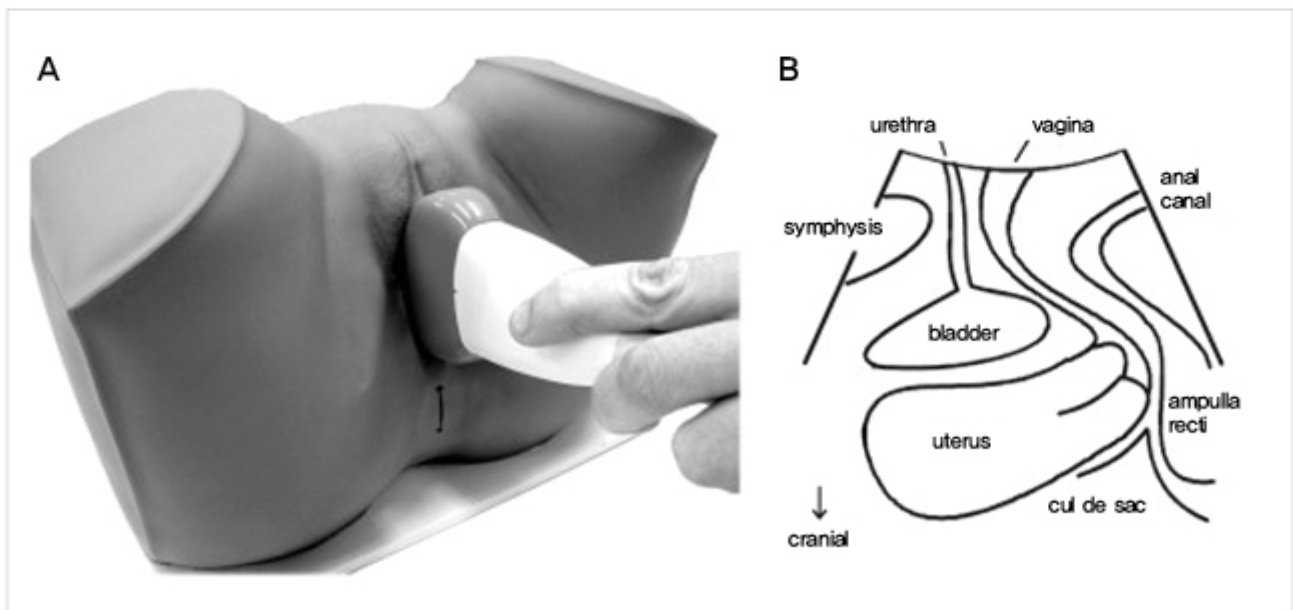 A
B
urethra
vagina
anal
canal
symphysis
bladder
ampulla
recti
uterus
cul de sac
cranial